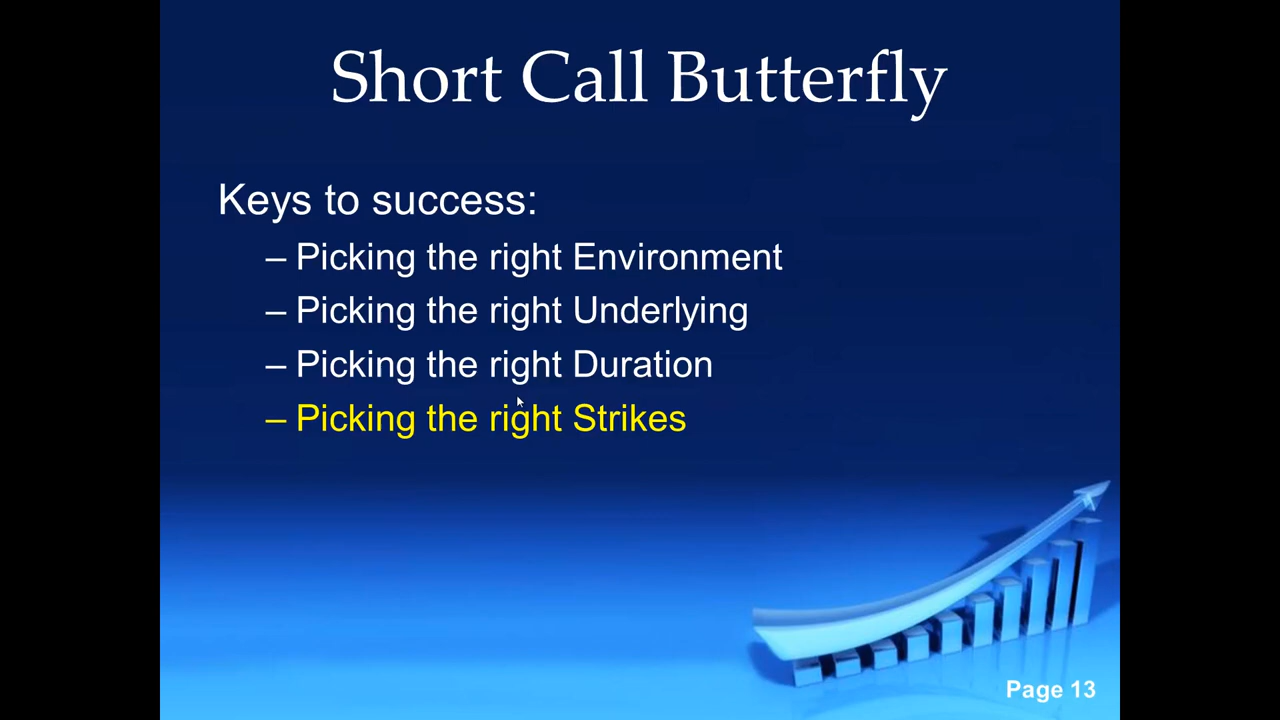 Short Call Butterfly
Keys to success:
– Picking the right Environment
– Picking the right Underlying
– Picking the right Duration
– Picking the right Strikes
Page 13